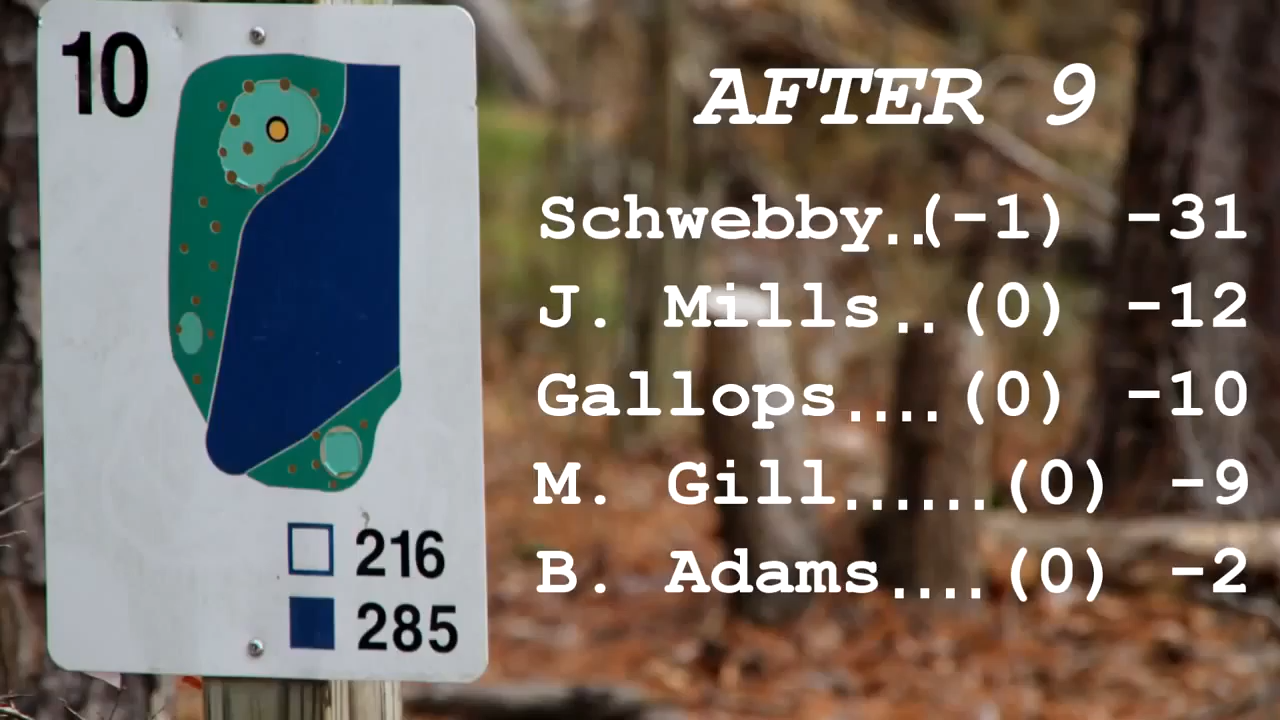 10
216
285
AFTER 9
Schwebby..(-1) -31
J. Mills..(0) -12
Gallops....(0) -10
M. Gill......(0) -9
B. Adams....(0) -2